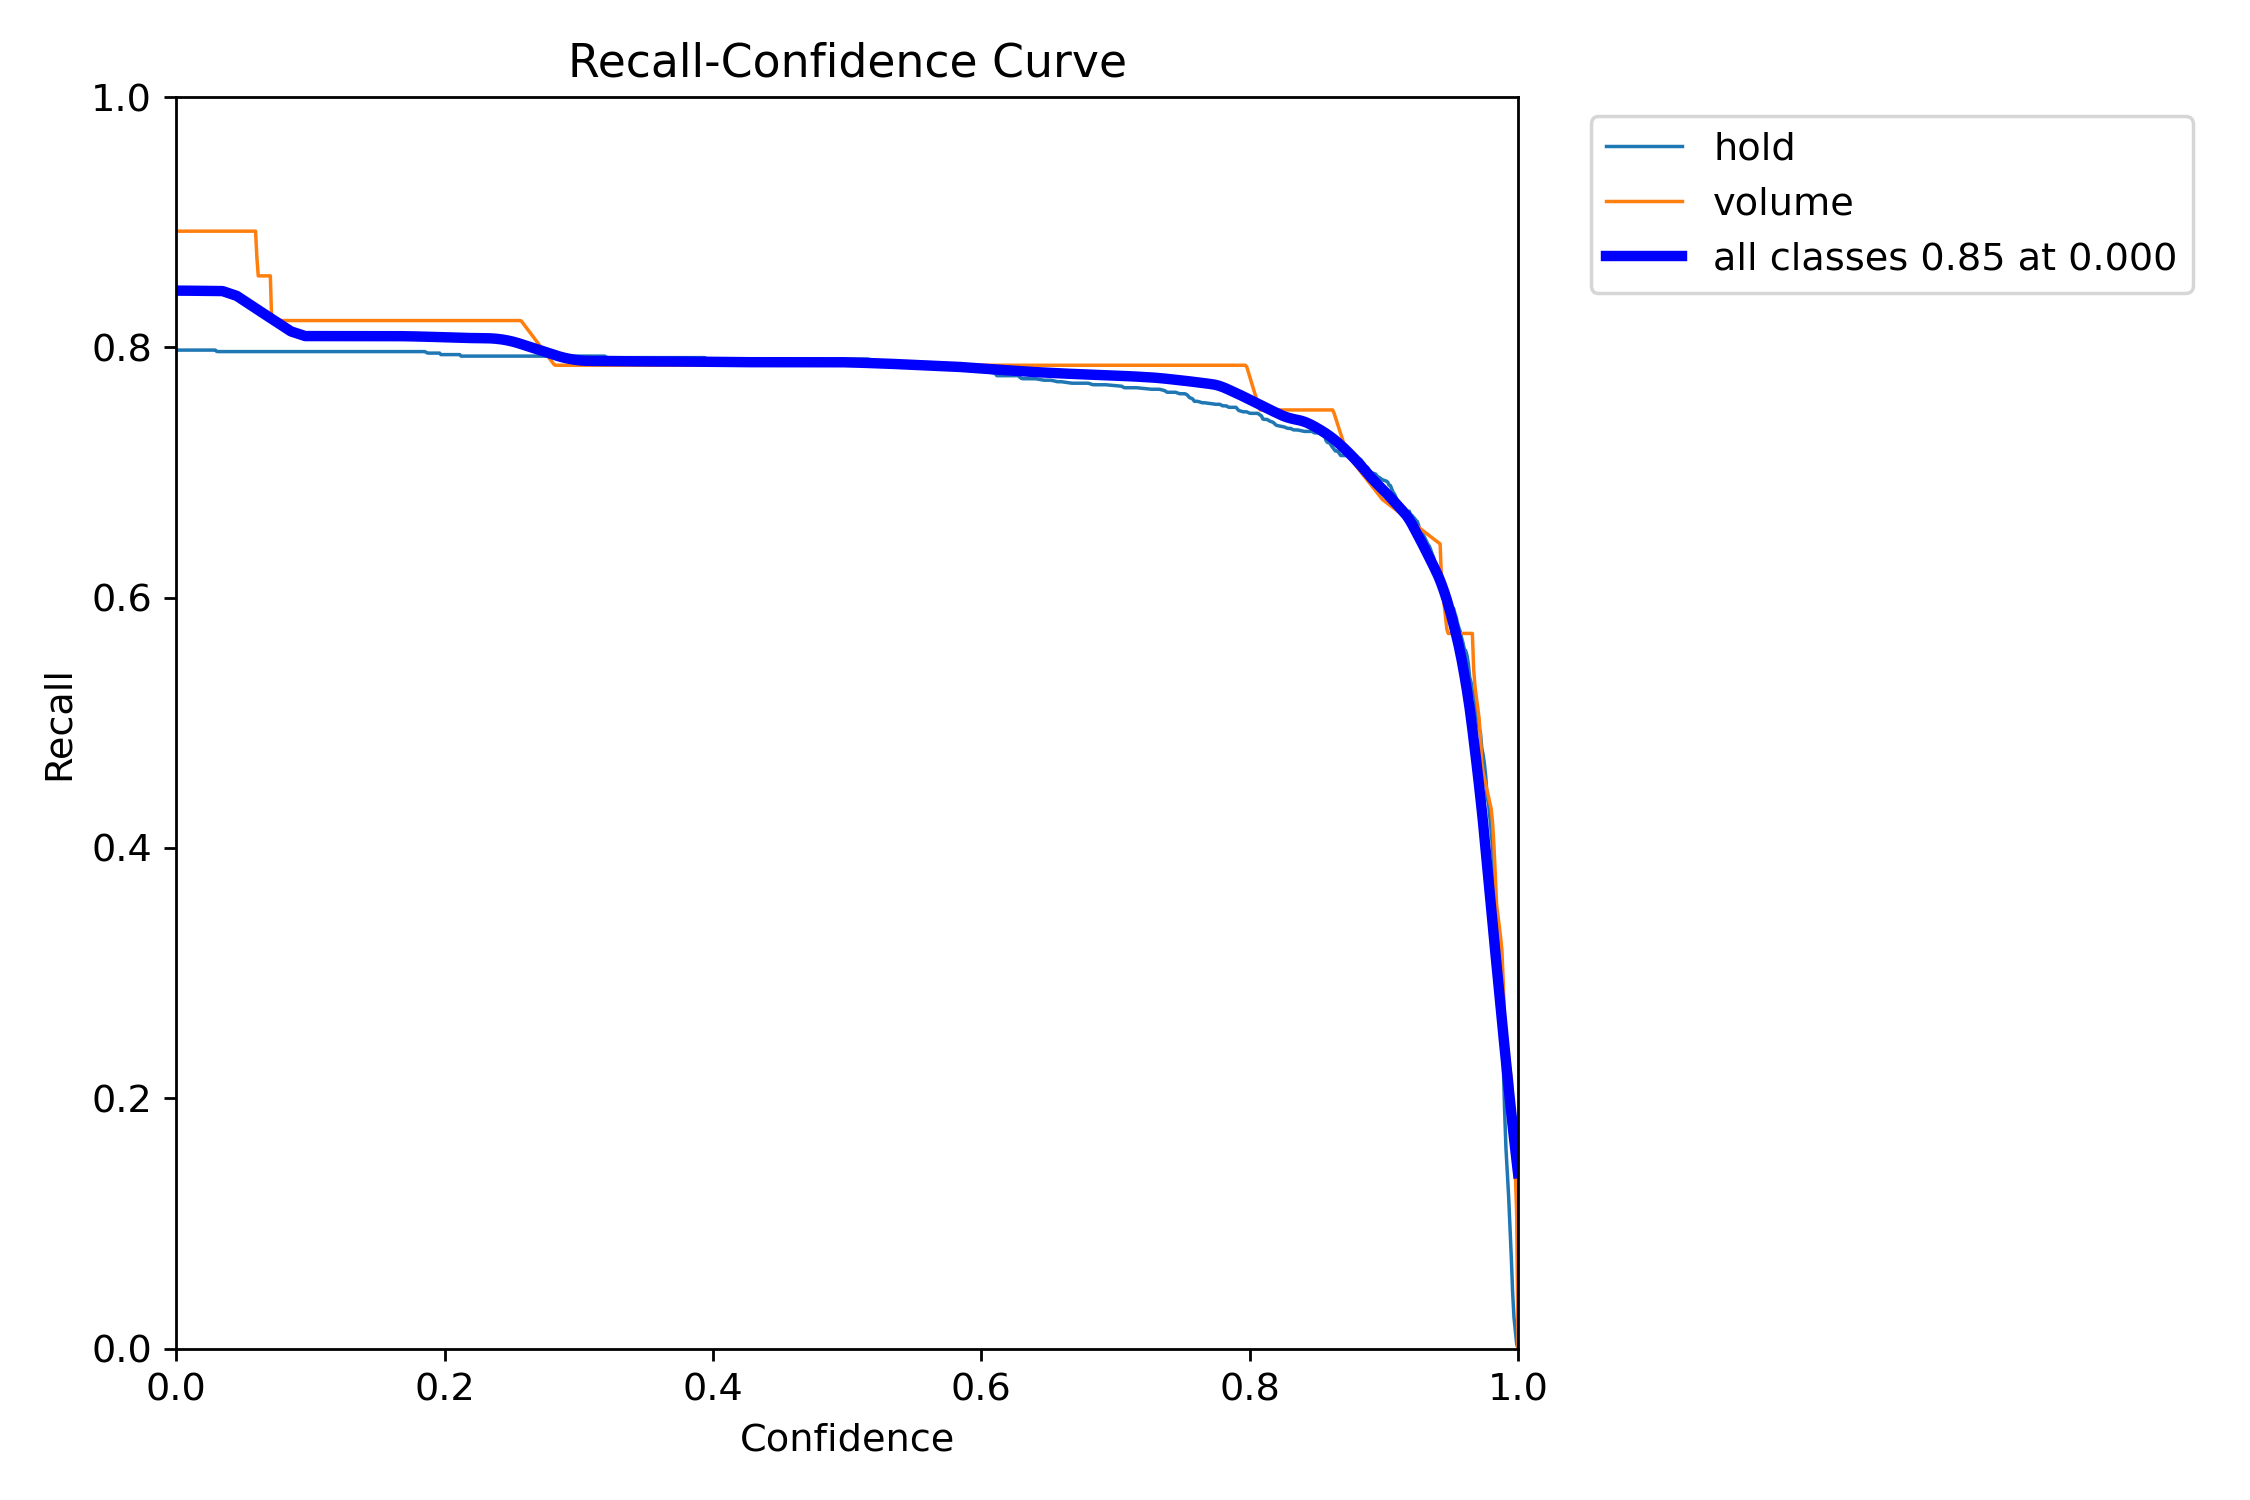 Recall-Confidence Curve
hold
volume
all classes 0.85 at 0.000
1.0
0.8
0.6
0.4
0.2
0.0
Recall
0.0 0.2 0.4 0.6 0.8 1.0
Confidence